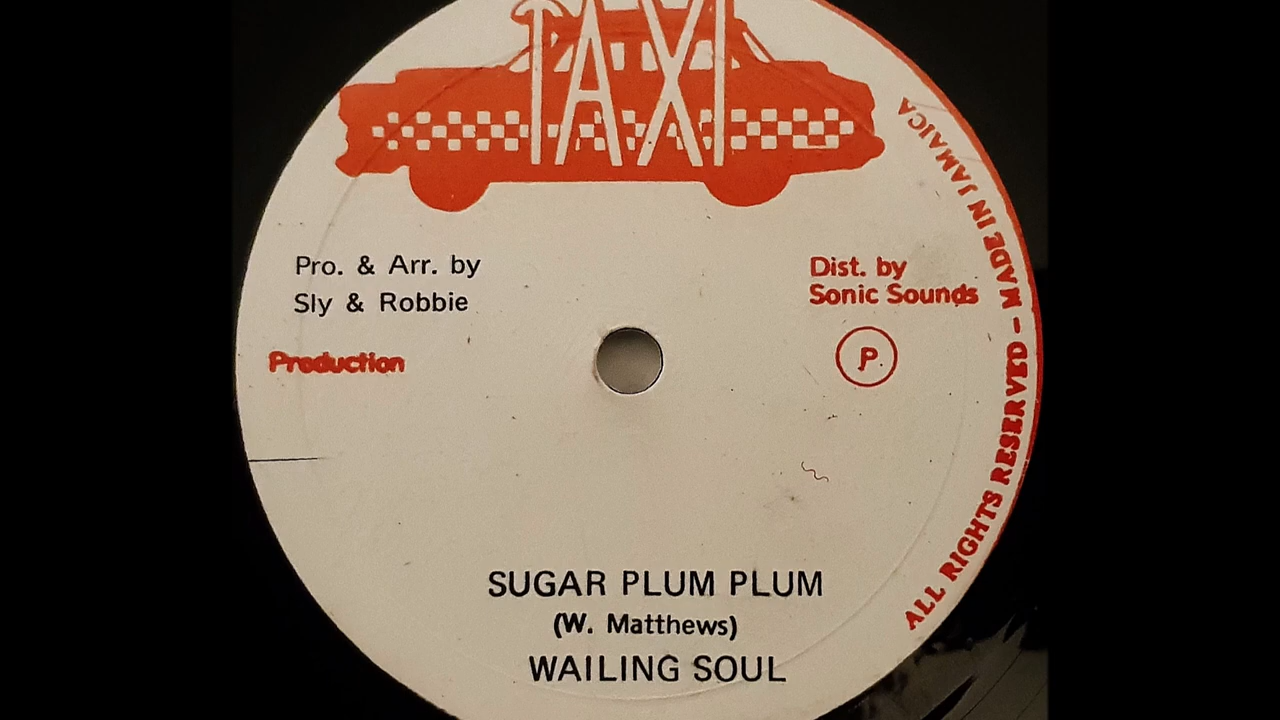 TAXI
Pro. & Arr. by
Sly & Robbie
Production
Dist. by
Sonic Sounds
P
ALL RIGHTS RESERVED - MADE IN JAMAICA
SUGAR PLUM PLUM
(W. Matthews)
WAILING SOUL